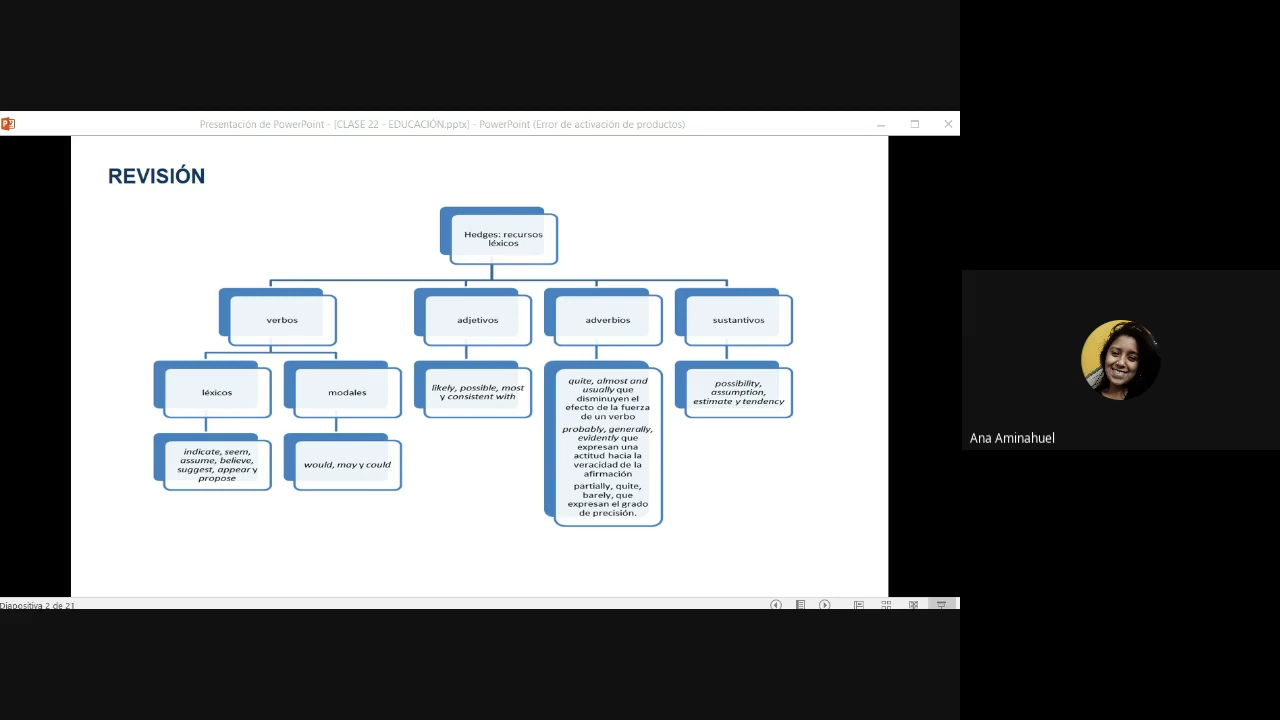 Presentación de PowerPoint - [CLASE 22 - EDUCACIÓN.pptx] - PowerPoint (Error de activación de productos)
REVISIÓN
Hedges: recursos
léxicos
verbos
adjetivos
adverbios
sustantivos
léxicos
modales
likely, possible, most
y consistent with
quite, almost and
usually que
disminuyen el
efecto de la fuerza
de un verbo
probably, generally,
evidently que
expresan una
actitud hacia la
veracidad de la
afirmación
partially, quite,
barely, que
expresan el grado
de precisión.
possibility,
assumption,
estimate y tendency
indicate, seem,
assume, believe,
suggest, appear y
propose
would, may y could
Diapositiva 2 de 21
Ana Aminahuel